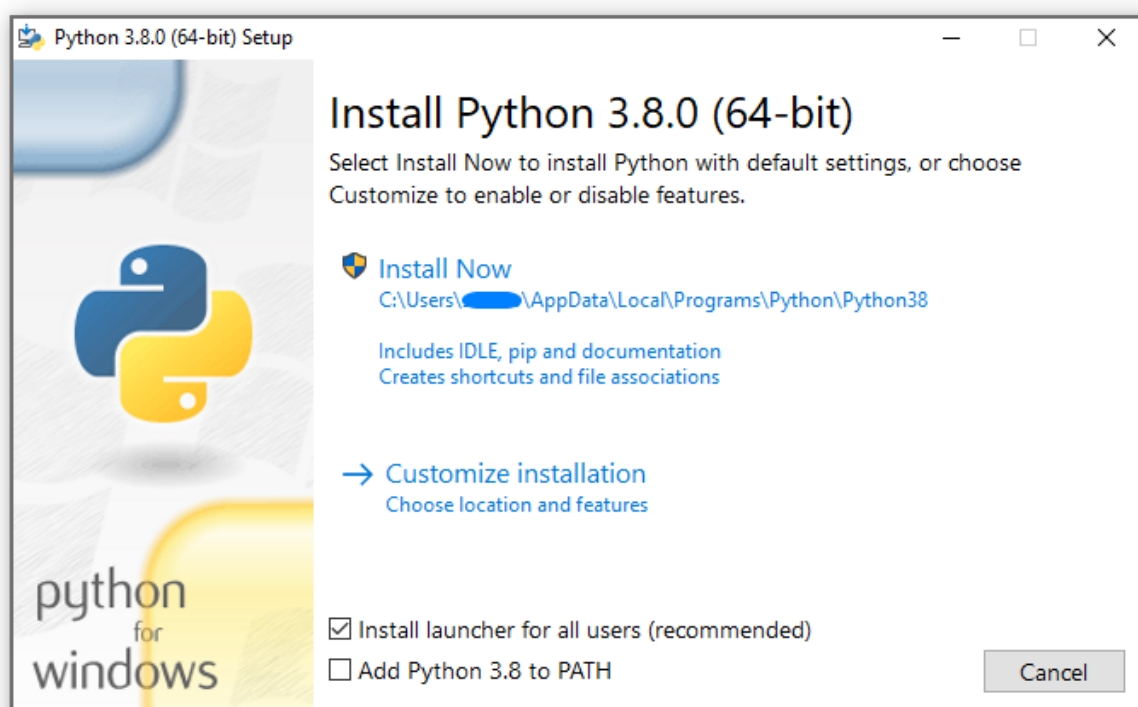 Python 3.8.0 (64-bit) Setup
Install Python 3.8.0 (64-bit)
Select Install Now to install Python with default settings, or choose
Customize to enable or disable features.
Install Now
C:\Users\ \AppData\Local\Programs\Python\Python38
Includes IDLE, pip and documentation
Creates shortcuts and file associations
Customize installation
Choose location and features
python
for
windows
Install launcher for all users (recommended)
Add Python 3.8 to PATH
Cancel